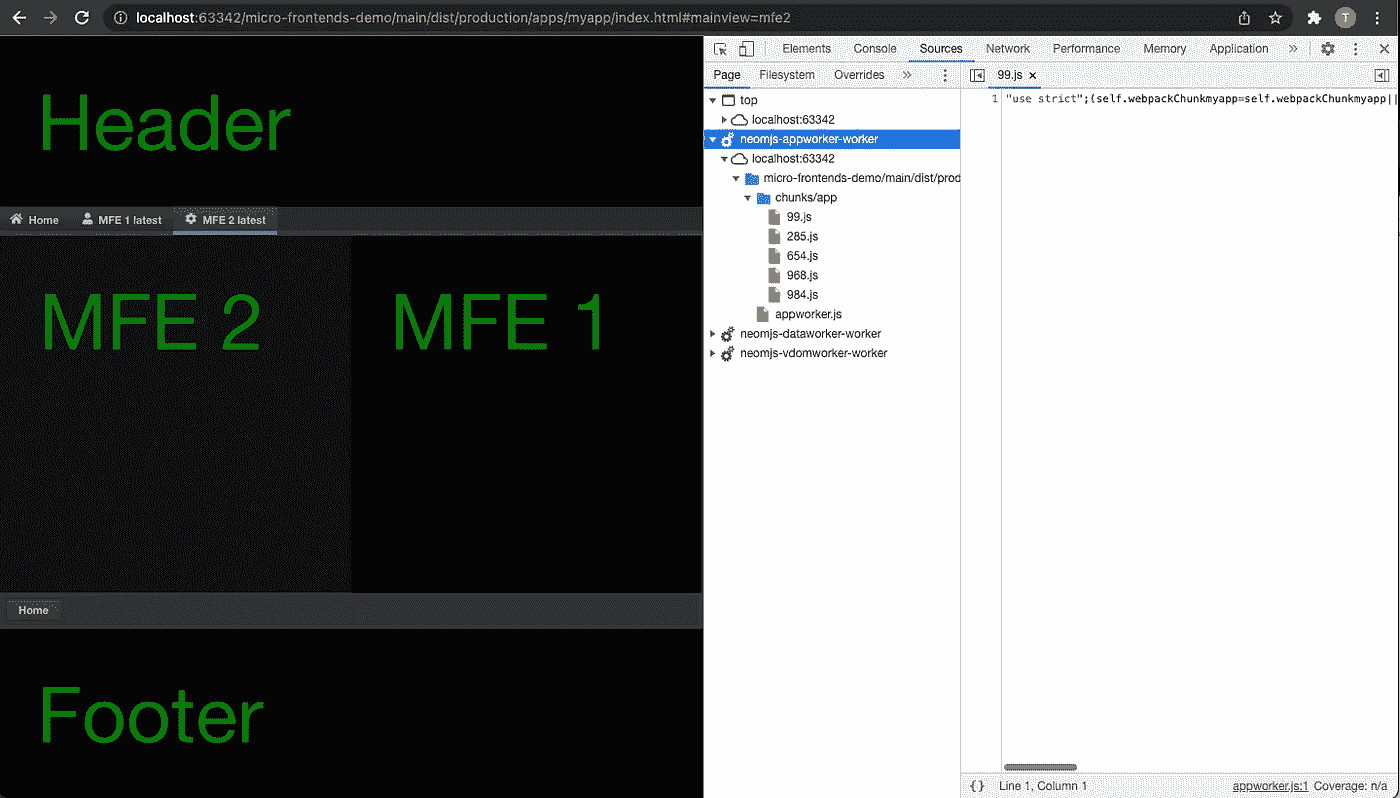 localhost:63342/micro-frontends-demo/main/dist/production/apps/myapp/index.html#mainview=mfe2
T
Header
Home
MFE 1 latest
MFE 2 latest
MFE 2
MFE 1
Home
Footer
Elements Console Sources Network Performance Memory Application »
Page Filesystem Overrides »
99.js ×
top
localhost:63342
neomjs-appworker-worker
localhost:63342
micro-frontends-demo/main/dist/prod
chunks/app
99.js
285.js
654.js
968.js
984.js
appworker.js
neomjs-dataworker-worker
neomjs-vdomworker-worker
1 "use strict";(self.webpackChunkmyapp=self.webpackChunkmyapp||
{} Line 1, Column 1
appworker.js:1 Coverage: n/a